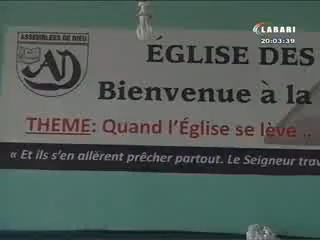 LABARI
20:03:39
ASSEMBLEES DE DIEU
AD
ÉGLISE DES
Bienvenue à la
THEME: Quand l'Église se lève ..
« Et ils s'en allèrent prêcher partout. Le Seigneur trav